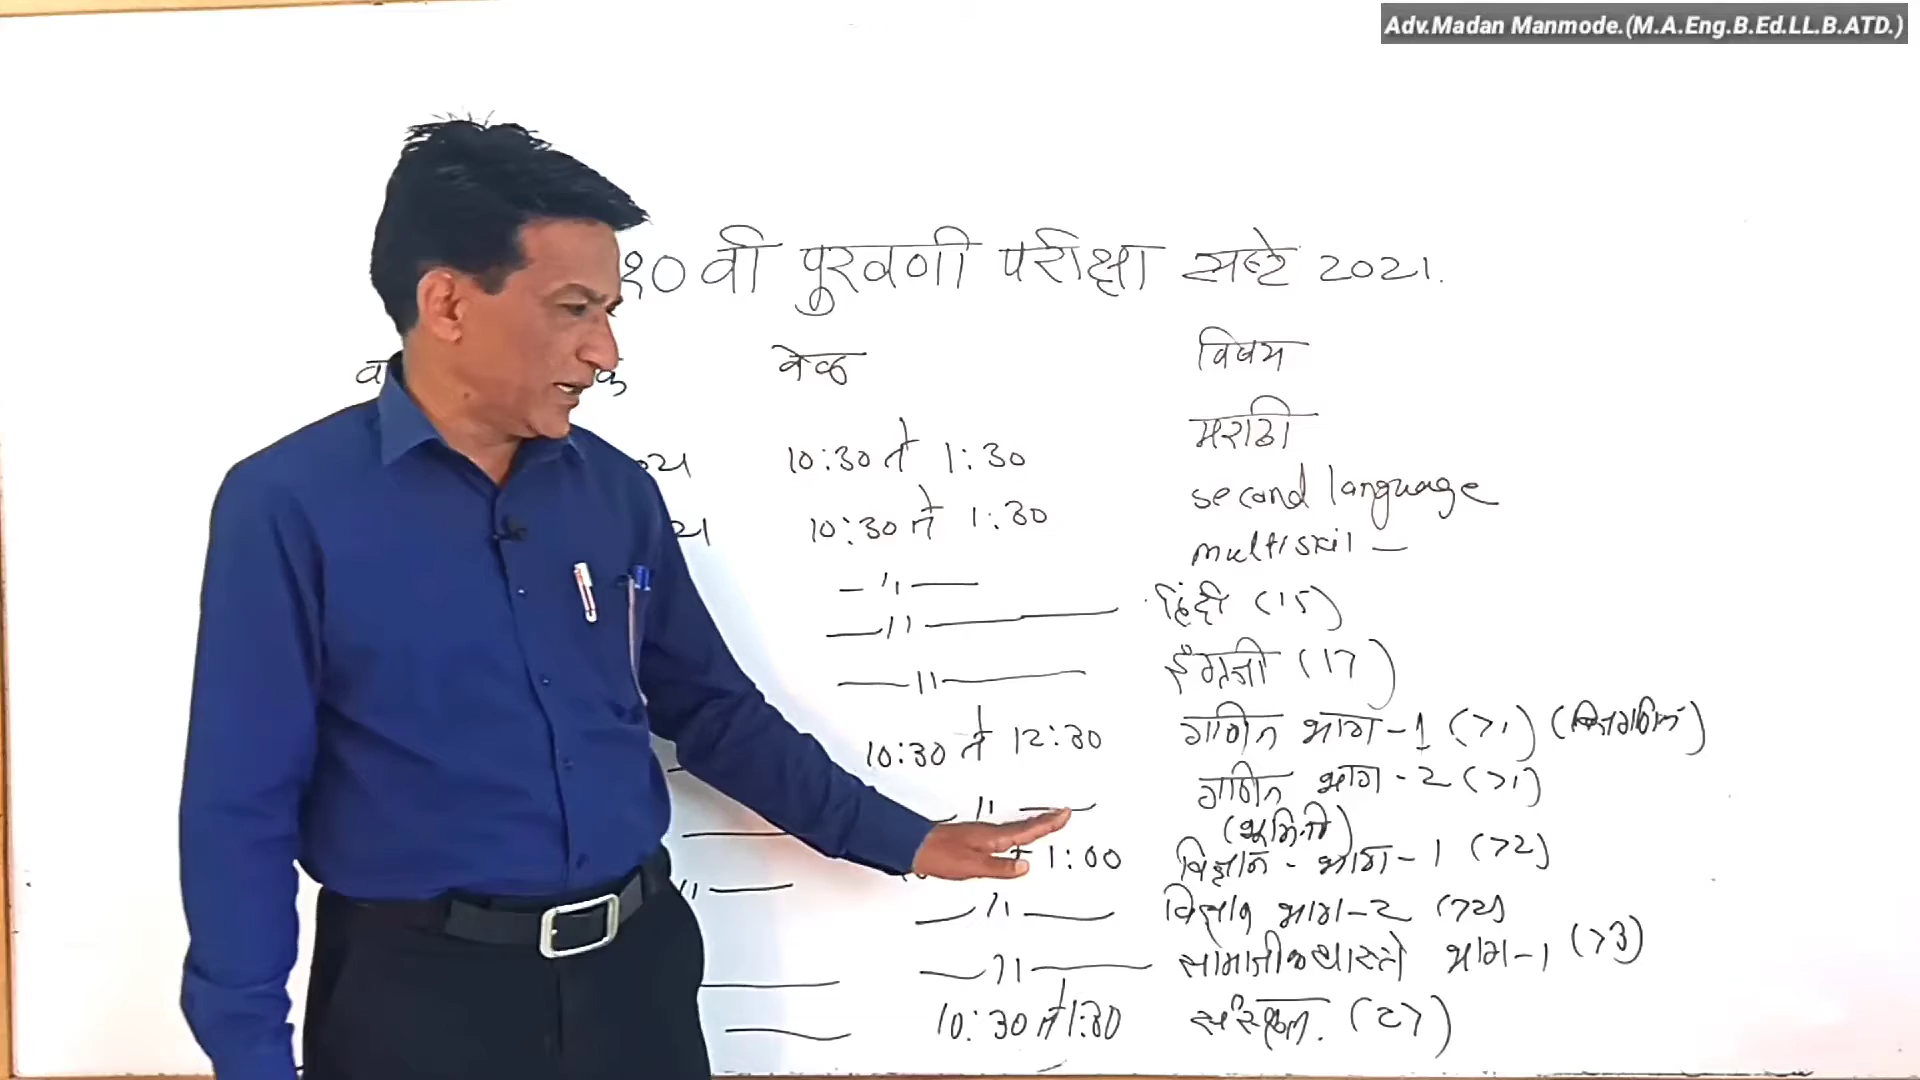 Adv.Madan Manmode.(M.A.Eng.B.Ed.LL.B.ATD.)
१० वी पुरवणी परीक्षा सप्टे 2021.
वेळ विषय
10:30 ते 1:30 मराठी
10:30 ते 1:30 second language
multiskil —
— 〃 —
— 〃 — हिंदी (15)
— 〃 — इंग्रजी (17)
10:30 ते 12:30 गणित भाग-1 (71) (बिजगणित)
— 〃 — गणित भाग-2 (71)
(भूमिती)
1:00 विज्ञान - भाग-1 (72)
— 〃 — — 〃 — विज्ञान भाग-2 (72)
— 〃 — सामाजीकशास्त्रे भाग-1 (73)
10:30 ते 1:30 संस्कृत. (27)